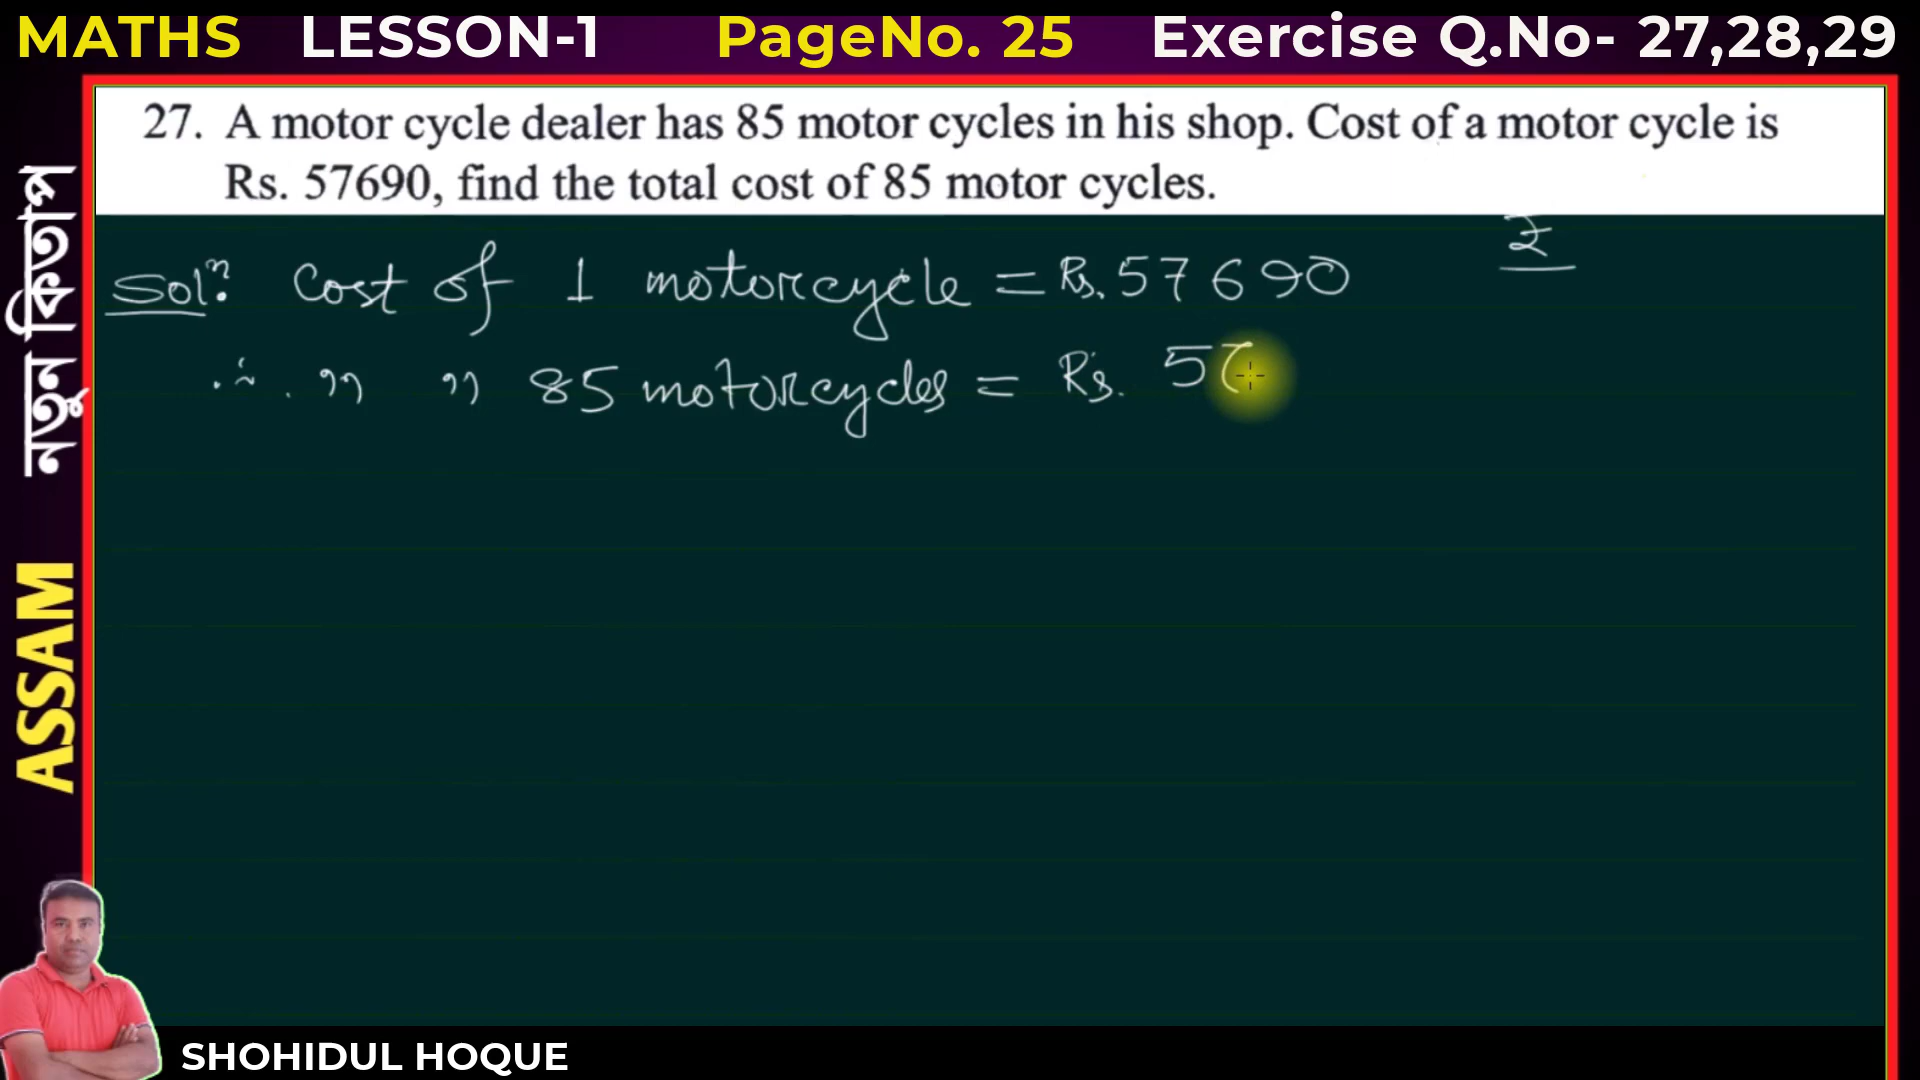 MATHS LESSON-1 PageNo. 25 Exercise Q.No- 27,28,29
27. A motor cycle dealer has 85 motor cycles in his shop. Cost of a motor cycle is
Rs. 57690, find the total cost of 85 motor cycles.
₹
Solⁿ: Cost of 1 motorcycle = Rs. 57690
∴ " " 85 motorcycles = Rs. 57
নতুন কিতাপ
ASSAM
SHOHIDUL HOQUE